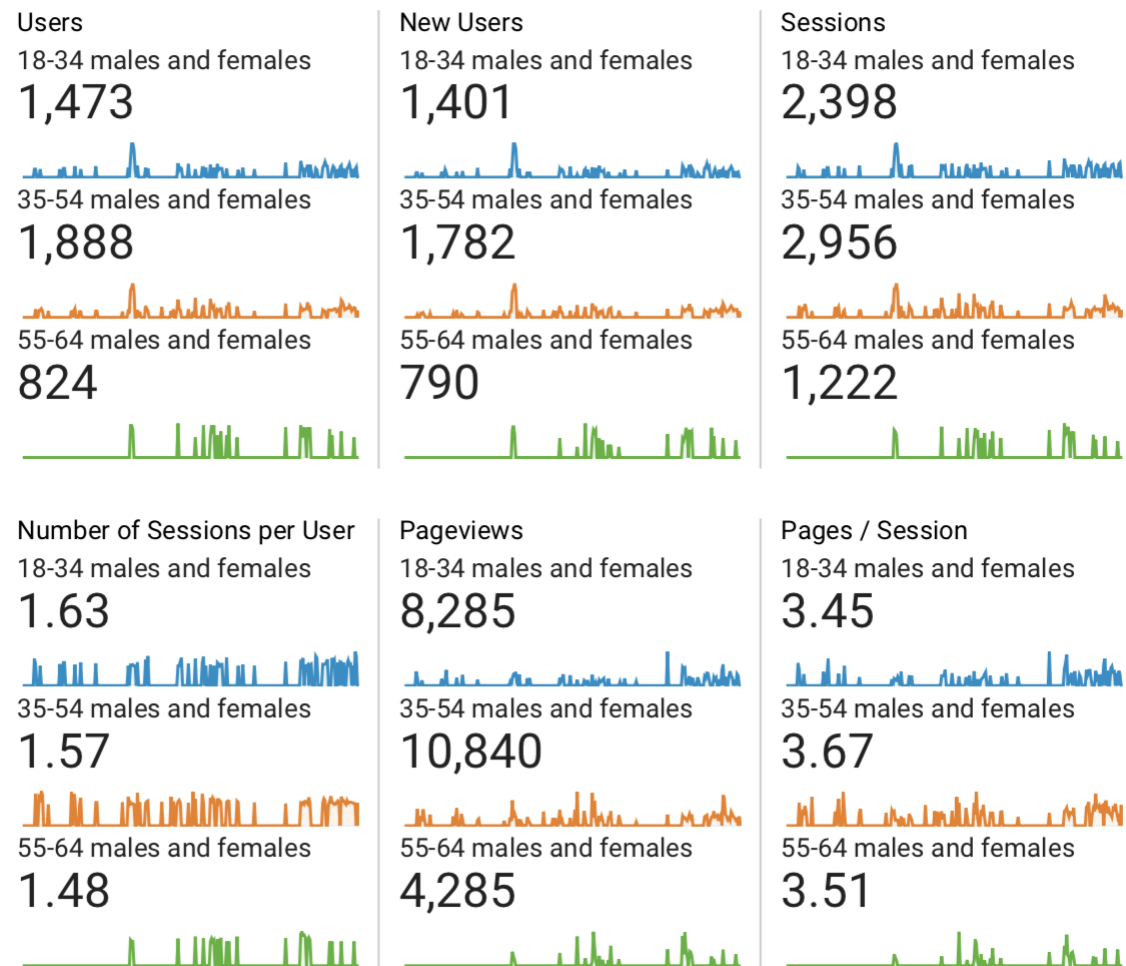 Users
18-34 males and females
1,473
35-54 males and females
1,888
55-64 males and females
824
New Users
18-34 males and females
1,401
35-54 males and females
1,782
55-64 males and females
790
Sessions
18-34 males and females
2,398
35-54 males and females
2,956
55-64 males and females
1,222
Number of Sessions per User
18-34 males and females
1.63
35-54 males and females
1.57
55-64 males and females
1.48
Pageviews
18-34 males and females
8,285
35-54 males and females
10,840
55-64 males and females
4,285
Pages / Session
18-34 males and females
3.45
35-54 males and females
3.67
55-64 males and females
3.51